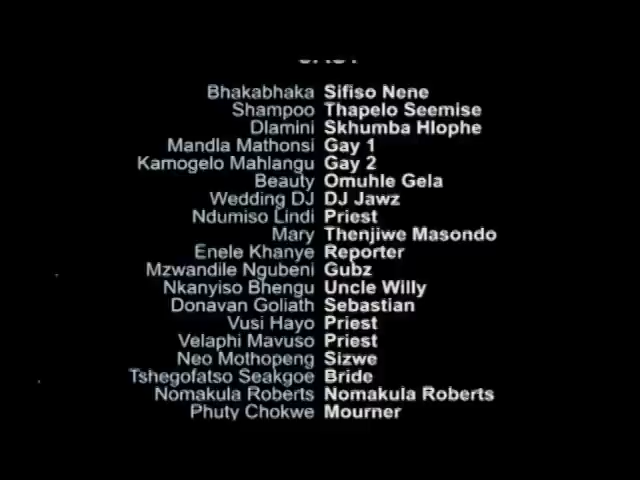 CAST
Bhakabhaka Sifiso Nene
Shampoo Thapelo Seemise
Dlamini Skhumba Hlophe
Mandla Mathonsi Gay 1
Kamogelo Mahlangu Gay 2
Beauty Omuhle Gela
Wedding DJ DJ Jawz
Ndumiso Lindi Priest
Mary Thenjiwe Masondo
Enele Khanye Reporter
Mzwandile Ngubeni Gubz
Nkanyiso Bhengu Uncle Willy
Donavan Goliath Sebastian
Vusi Hayo Priest
Velaphi Mavuso Priest
Neo Mothopeng Sizwe
Tshegofatso Seakgoe Bride
Nomakula Roberts Nomakula Roberts
Phuty Chokwe Mourner